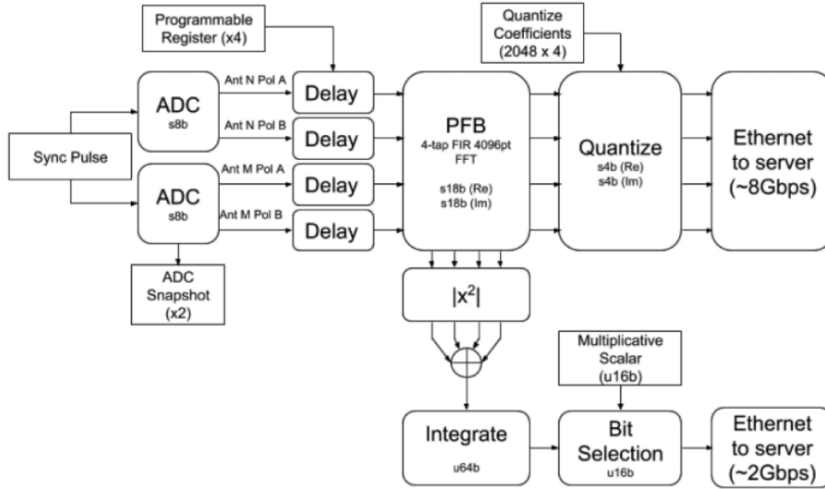 Programmable
Register (x4)
Quantize
Coefficients
(2048 x 4)
Sync Pulse
ADC
s8b
ADC
s8b
Ant N Pol A
Ant N Pol B
Ant M Pol A
Ant M Pol B
Delay
Delay
Delay
Delay
PFB
4-tap FIR 4096pt
FFT
s18b (Re)
s18b (Im)
Quantize
s4b (Re)
s4b (Im)
Ethernet
to server
(~8Gbps)
ADC
Snapshot
(x2)
|x²|
Multiplicative
Scalar
(u16b)
Integrate
u64b
Bit
Selection
u16b
Ethernet
to server
(~2Gbps)